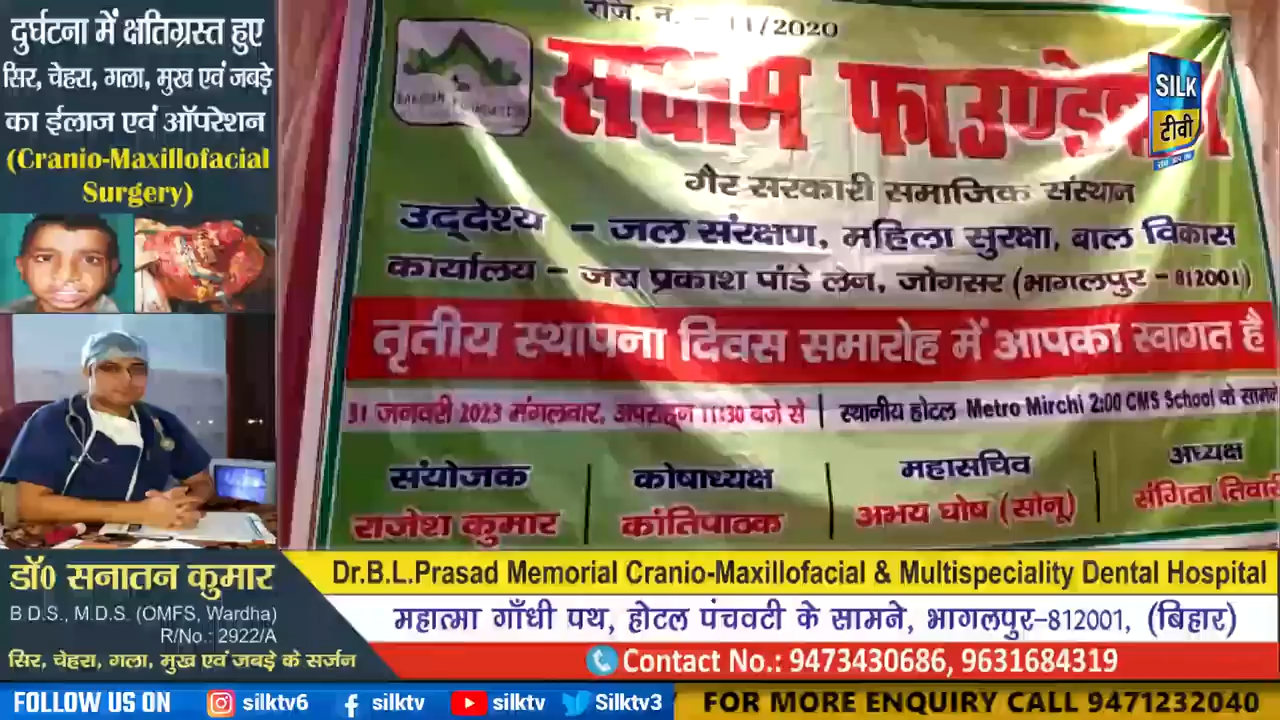 दुर्घटना में क्षतिग्रस्त हुए
सिर, चेहरा, गला, मुख एवं जबड़े
का ईलाज एवं ऑपरेशन
(Cranio-Maxillofacial
Surgery)
रजि. न. - 11/2020
सक्षम फाउण्डेशन
SILK
टीवी
गैर सरकारी समाजिक संस्थान
उद्देश्य - जल संरक्षण, महिला सुरक्षा, बाल विकास
कार्यालय - जय प्रकाश पांडे लेन, जोगसर (भागलपुर - 812001)
तृतीय स्थापना दिवस समारोह में आपका स्वागत है
31 जनवरी 2023 मंगलवार, अपराह्न 11:30 बजे से | स्थानीय होटल Metro Mirchi 2:00 CMS School के सामने
संयोजक
राजेश कुमार
कोषाध्यक्ष
कांतिपाठक
महासचिव
अभय घोष (सोनू)
अध्यक्ष
संगिता तिवारी
डॉ0 सनातन कुमार
B.D.S., M.D.S. (OMFS, Wardha)
R/No.: 2922/A
सिर, चेहरा, गला, मुख एवं जबड़े के सर्जन
Dr.B.L.Prasad Memorial Cranio-Maxillofacial & Multispeciality Dental Hospital
महात्मा गाँधी पथ, होटल पंचवटी के सामने, भागलपुर-812001, (बिहार)
Contact No.: 9473430686, 9631684319
FOLLOW US ON silktv6 silktv silktv Silktv3
FOR MORE ENQUIRY CALL 9471232040